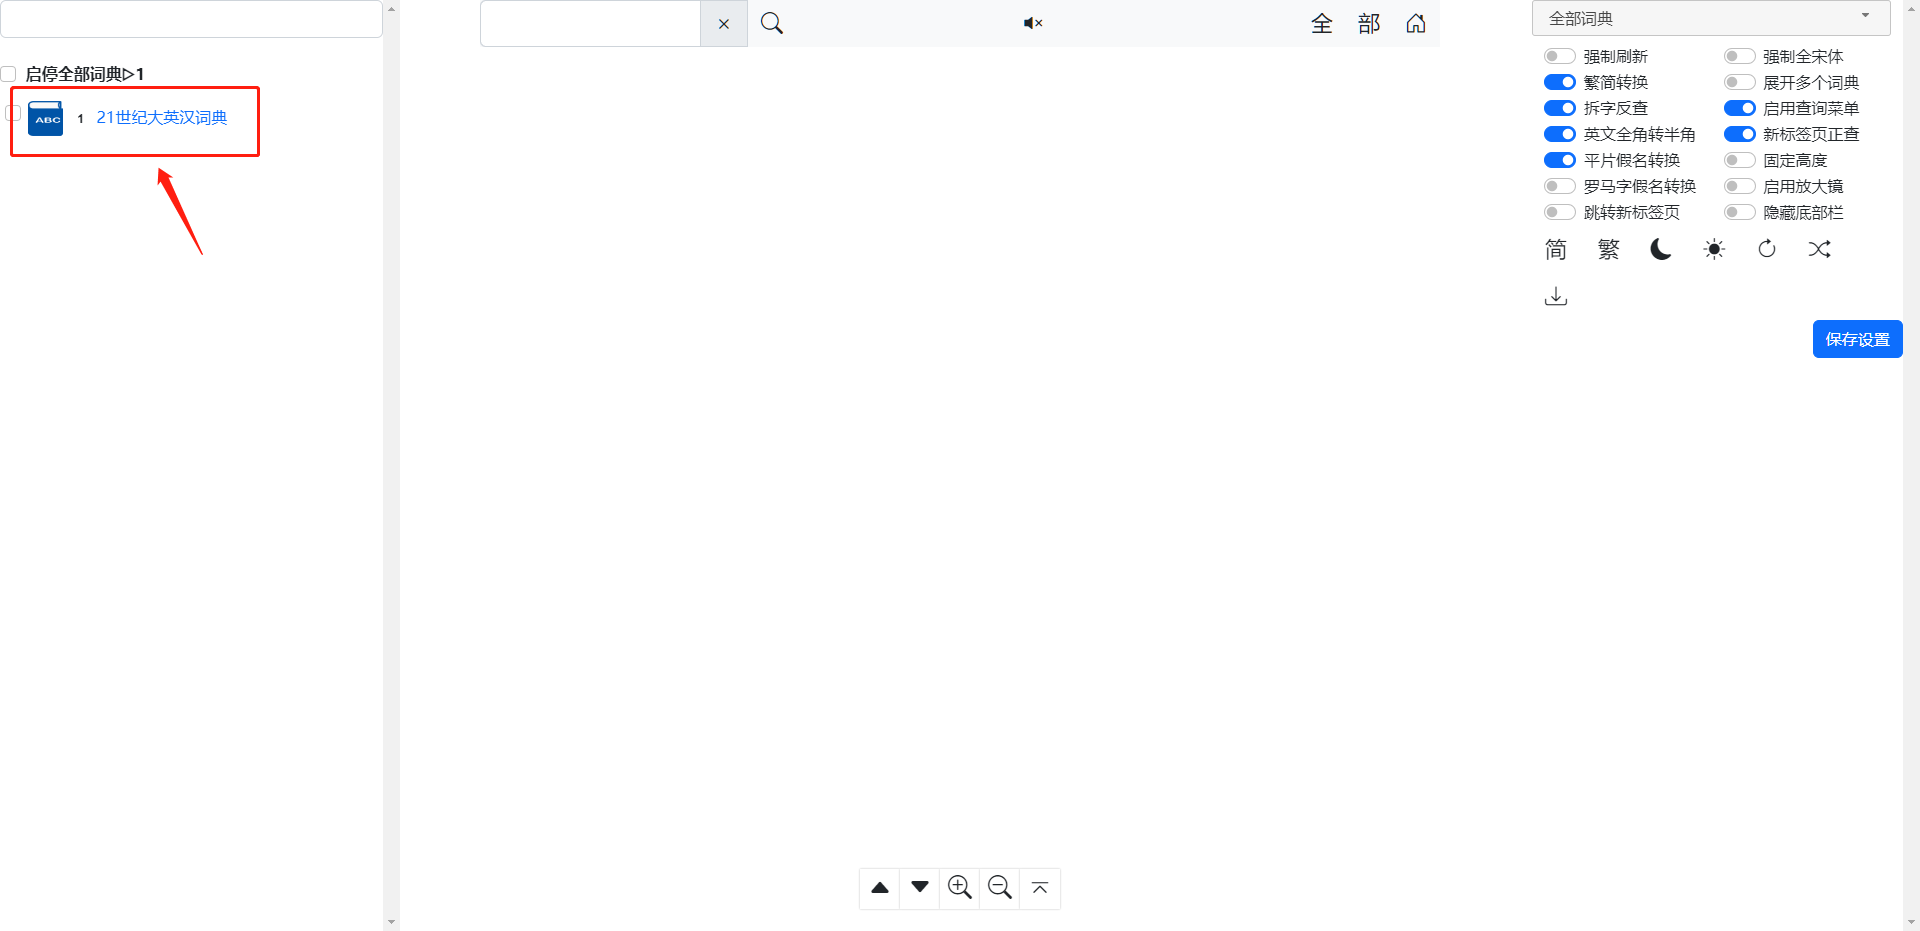 启停全部词典▷1
ABC 1 21世纪大英汉词典
全 部
全部词典
强制刷新 强制全宋体
繁简转换 展开多个词典
拆字反查 启用查询菜单
英文全角转半角 新标签页正查
平片假名转换 固定高度
罗马字假名转换 启用放大镜
跳转新标签页 隐藏底部栏
简 繁
保存设置